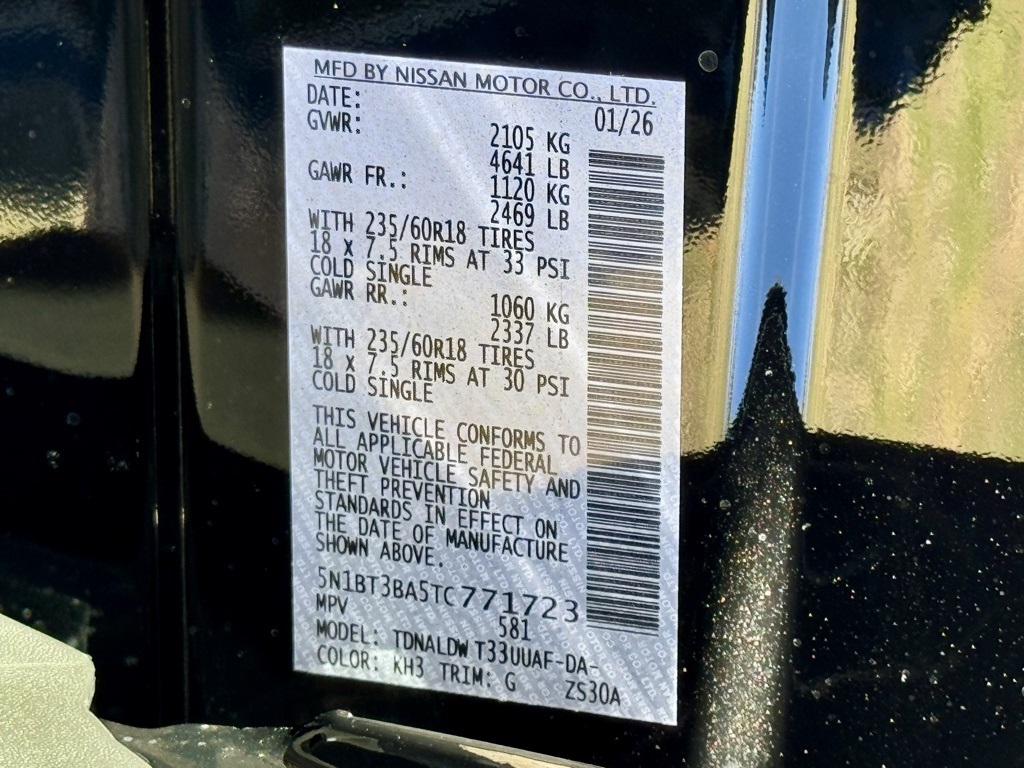 MFD BY NISSAN MOTOR CO., LTD.
DATE: 01/26
GVWR: 2105 KG
4641 LB
GAWR FR.: 1120 KG
2469 LB
WITH 235/60R18 TIRES
18 X 7.5 RIMS AT 33 PSI
COLD SINGLE
GAWR RR.: 1060 KG
2337 LB
WITH 235/60R18 TIRES
18 X 7.5 RIMS AT 30 PSI
COLD SINGLE
THIS VEHICLE CONFORMS TO
ALL APPLICABLE FEDERAL
MOTOR VEHICLE SAFETY AND
THEFT PREVENTION
STANDARDS IN EFFECT ON
THE DATE OF MANUFACTURE
SHOWN ABOVE.
5N1BT3BA5TC771723
MPV 581
MODEL: TDNALDW T33UUAF-DA-
COLOR: KH3 TRIM: G ZS30A